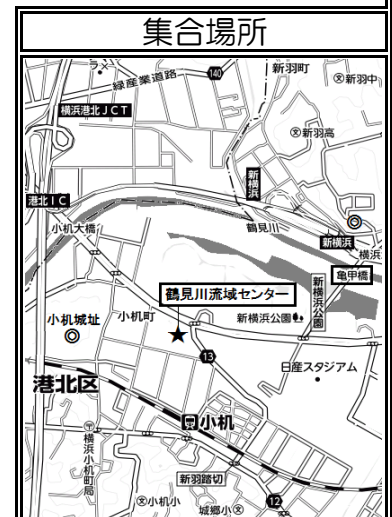 集合場所
ラメ
緑産業道路
140
新羽町
新羽中
横浜港北JCT
新羽高
新横浜
港北IC
小机大橋
鶴見川
新横浜
亀甲橋
鶴見川流域センター
小机城址
小机町
新横浜公園
新横浜公園
13
日産スタジアム
港北区
小机
横浜小机町局
新羽踏切
小机小
城郷小
12